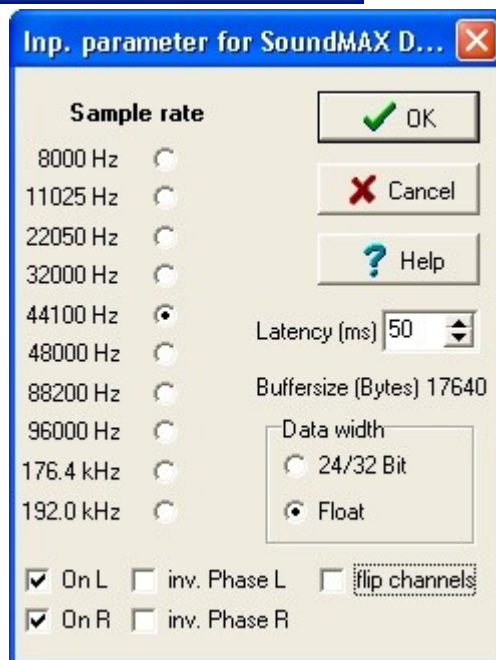 Inp. parameter for SoundMAX D...
Sample rate
8000 Hz
11025 Hz
22050 Hz
32000 Hz
44100 Hz
48000 Hz
88200 Hz
96000 Hz
176.4 kHz
192.0 kHz
OK
Cancel
? Help
Latency (ms) 50
Buffersize (Bytes) 17640
Data width
24/32 Bit
Float
On L inv. Phase L flip channels
On R inv. Phase R